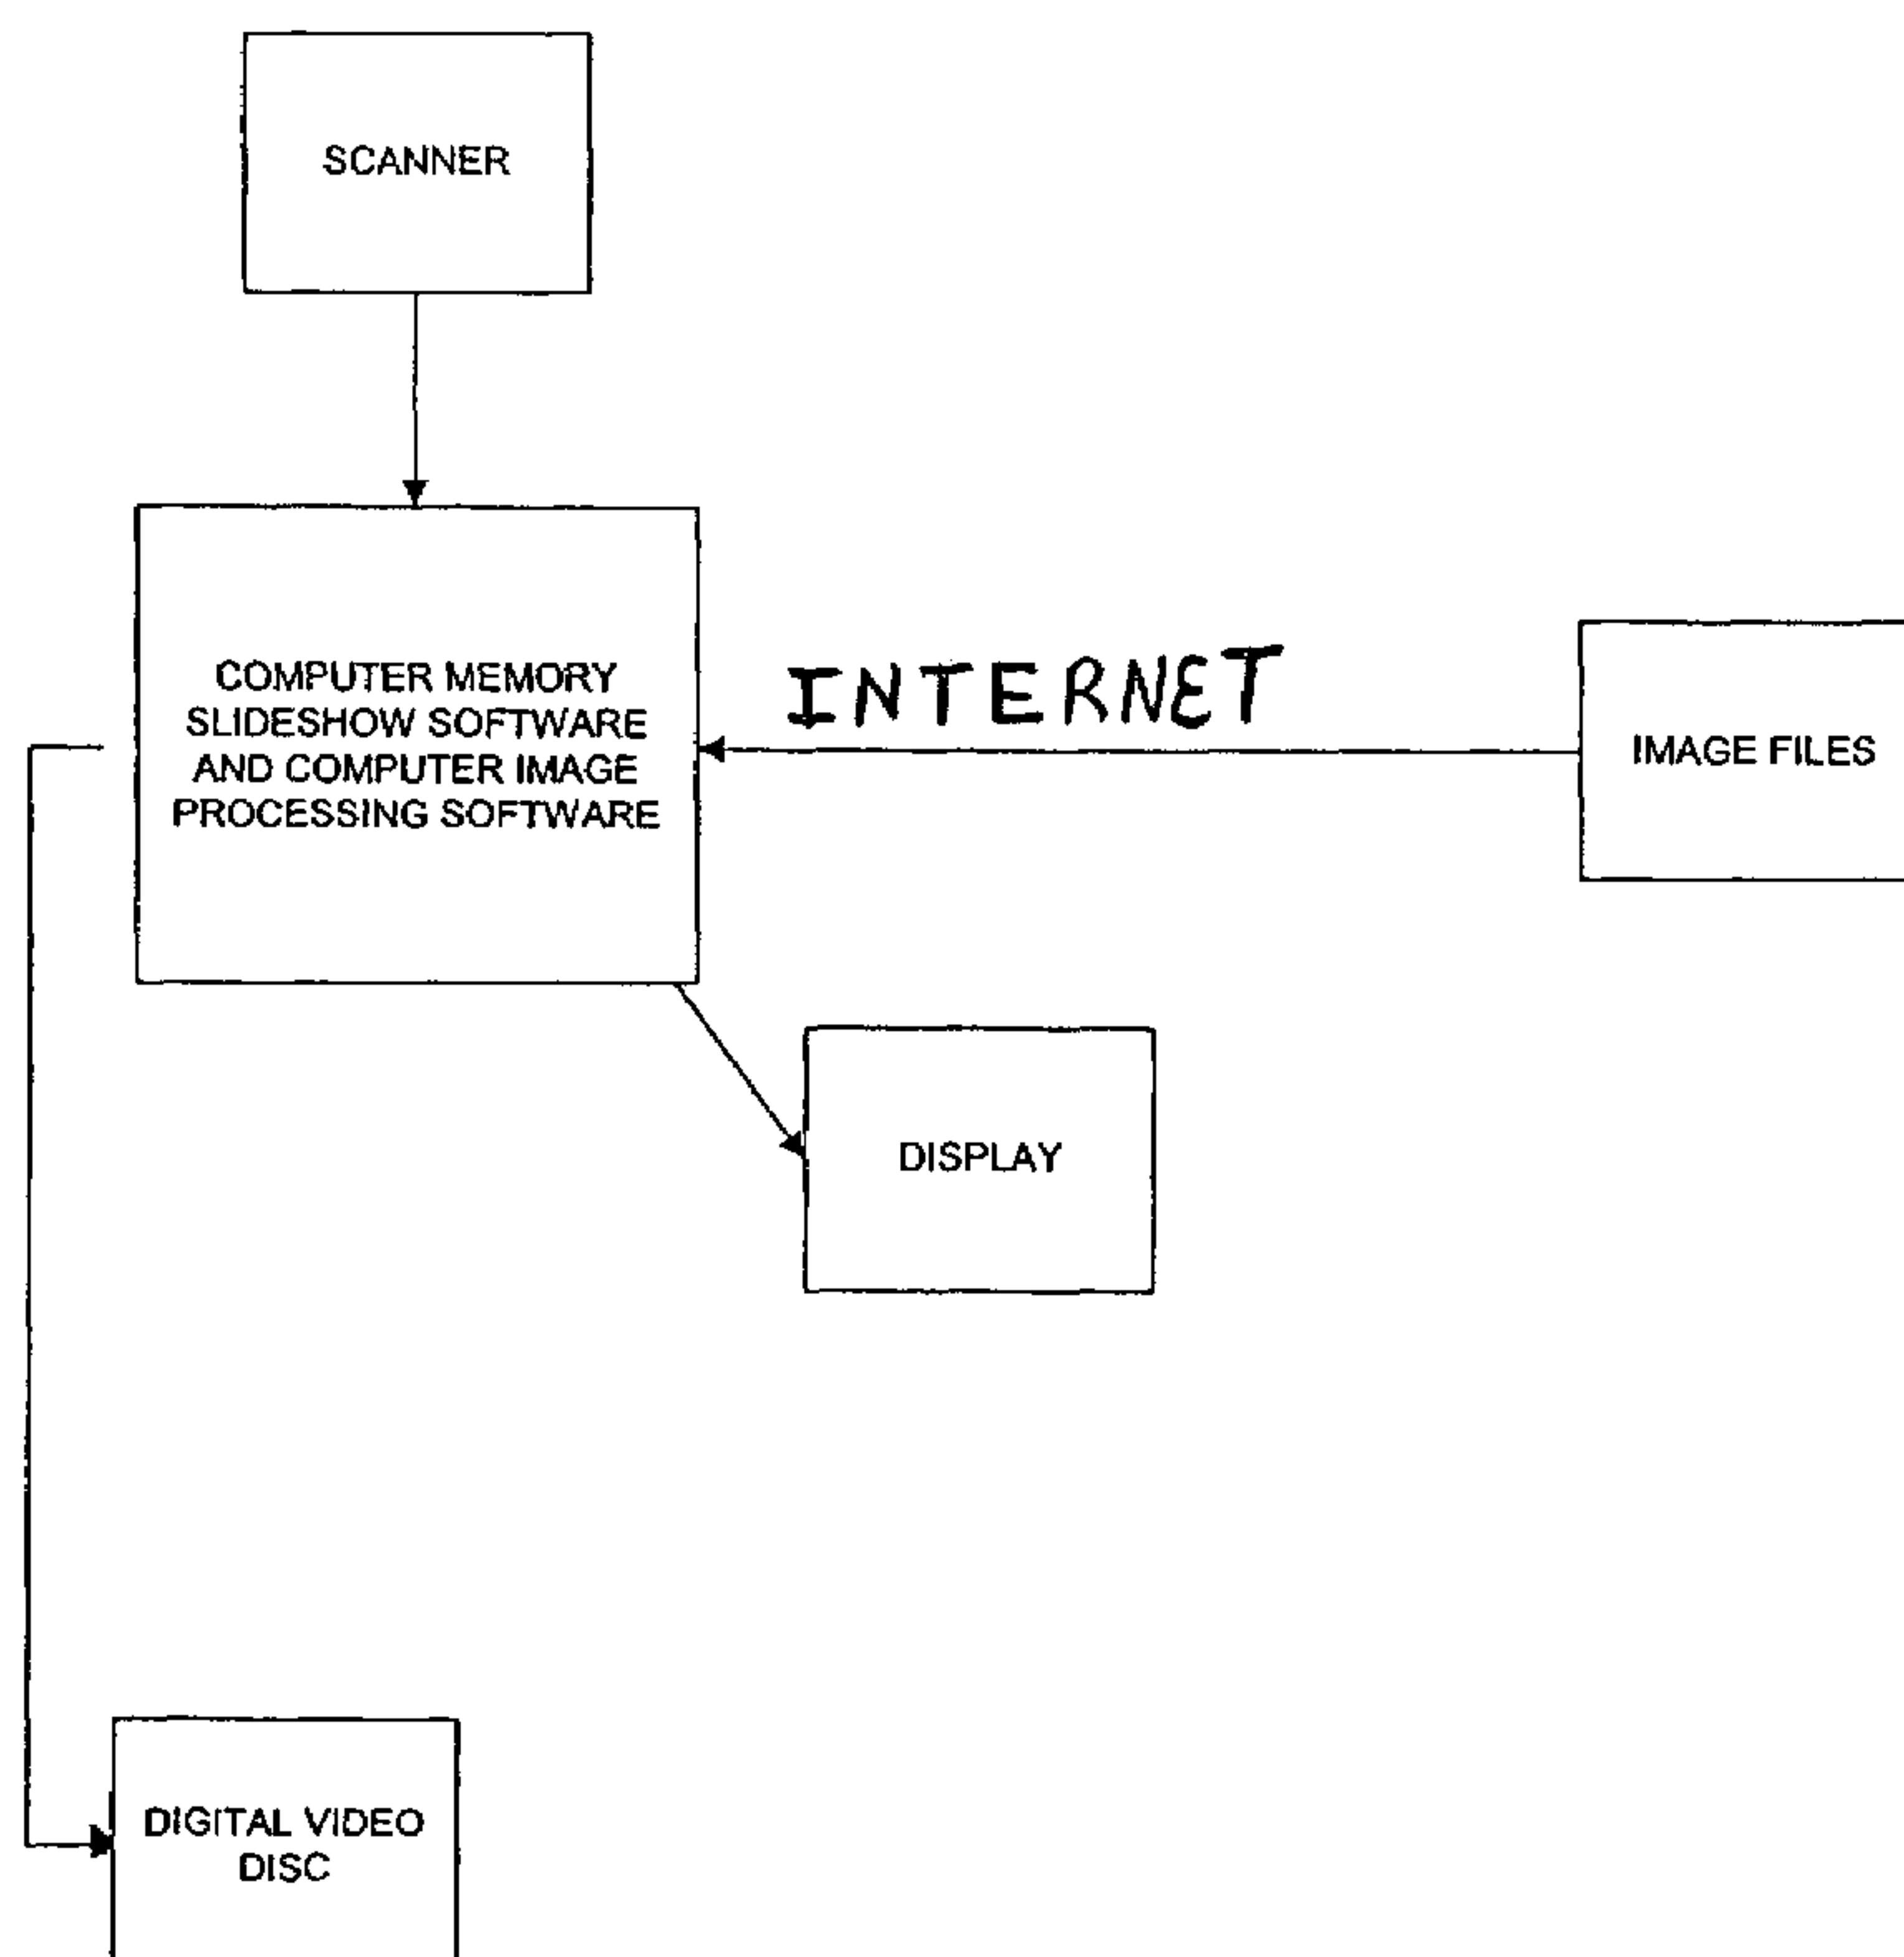 SCANNER
COMPUTER MEMORY
SLIDESHOW SOFTWARE
AND COMPUTER IMAGE
PROCESSING SOFTWARE
INTERNET
IMAGE FILES
DISPLAY
DIGITAL VIDEO
DISC